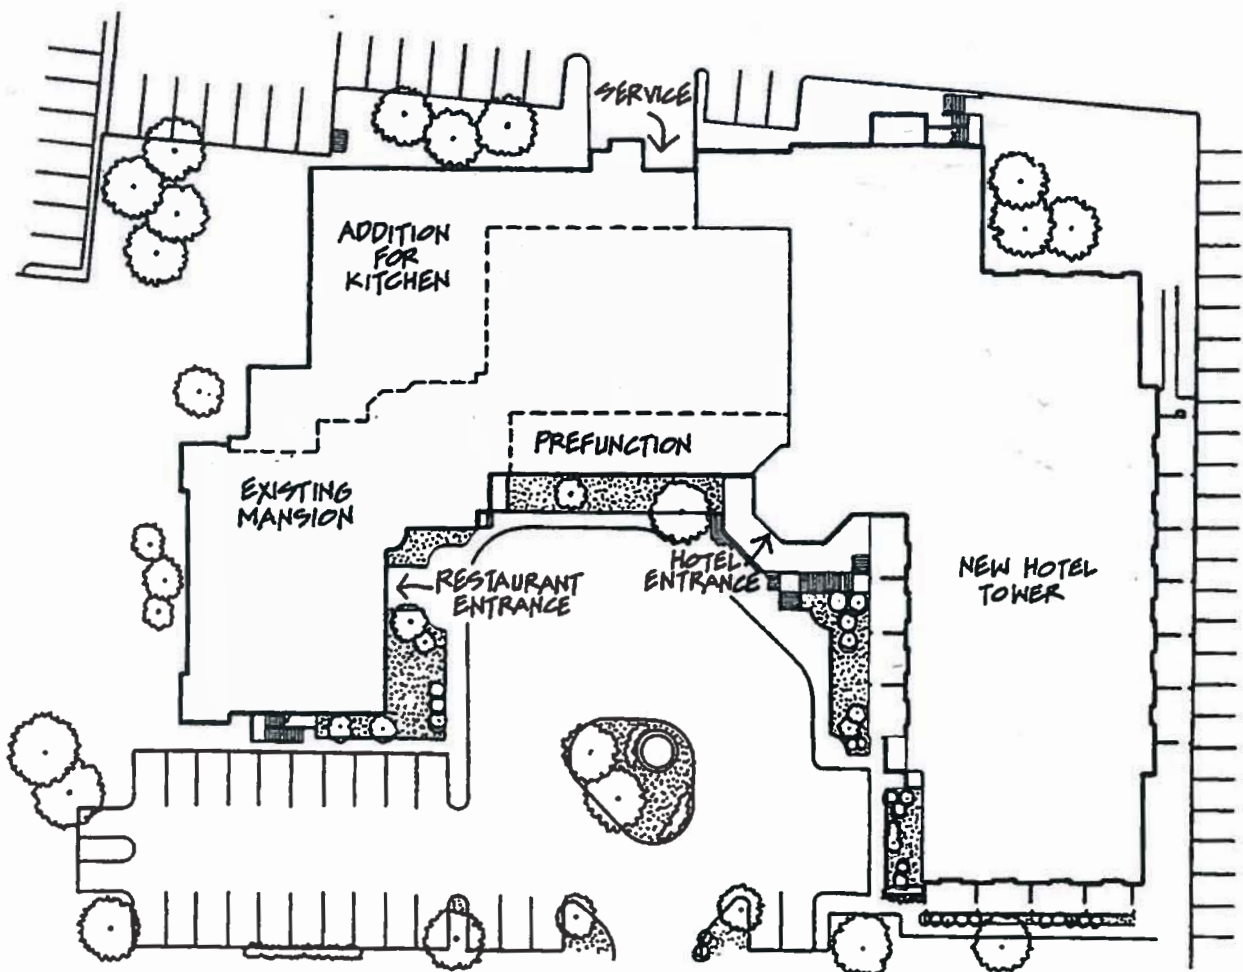 SERVICE
ADDITION
FOR
KITCHEN
PREFUNCTION
EXISTING
MANSION
HOTEL
ENTRANCE
RESTAURANT
ENTRANCE
NEW HOTEL
TOWER